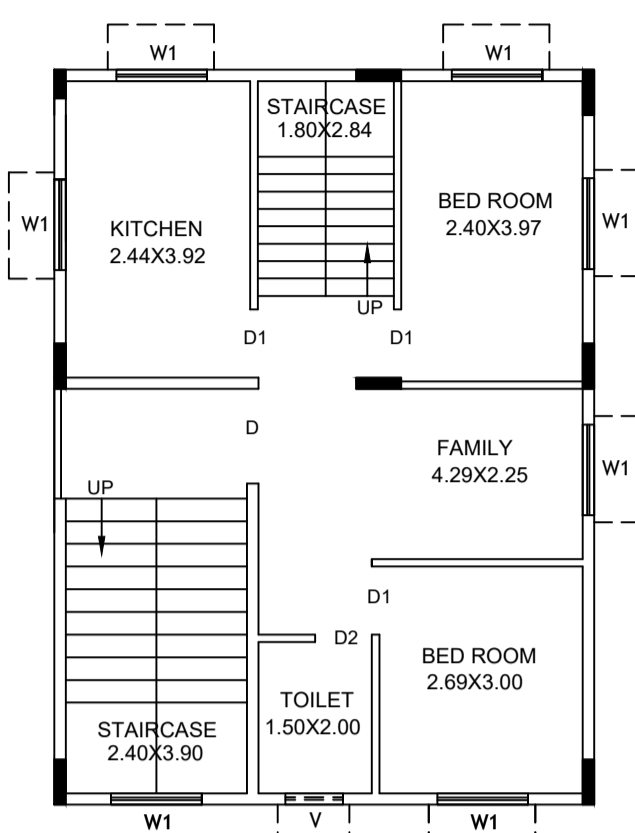 W1
W1
STAIRCASE
1.80X2.84
W1
KITCHEN
2.44X3.92
BED ROOM
2.40X3.97
W1
UP
D1
D1
D
FAMILY
4.29X2.25
W1
UP
D1
D2
BED ROOM
2.69X3.00
TOILET
1.50X2.00
STAIRCASE
2.40X3.90
W1
V
W1